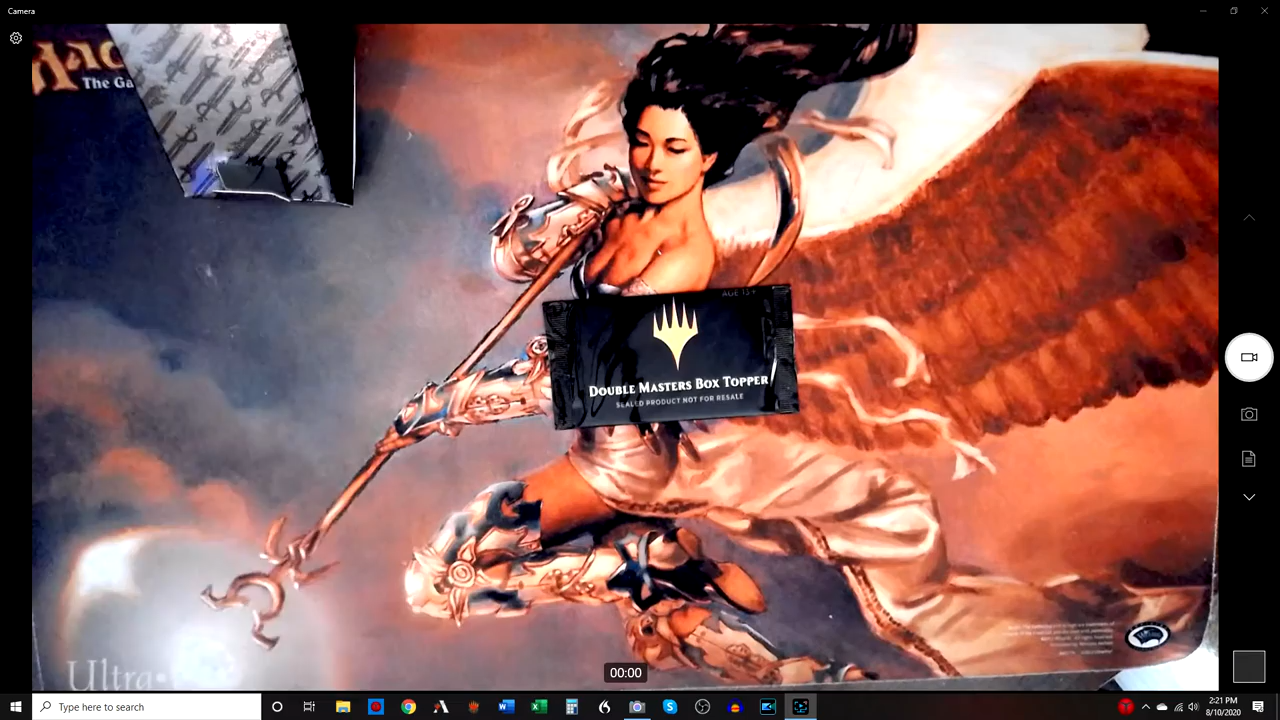 Camera
The Ga
AGE 13+
DOUBLE MASTERS BOX TOPPER
SEALED PRODUCT NOT FOR RESALE
Ultra
00:00
Type here to search
2:21 PM
8/10/2020